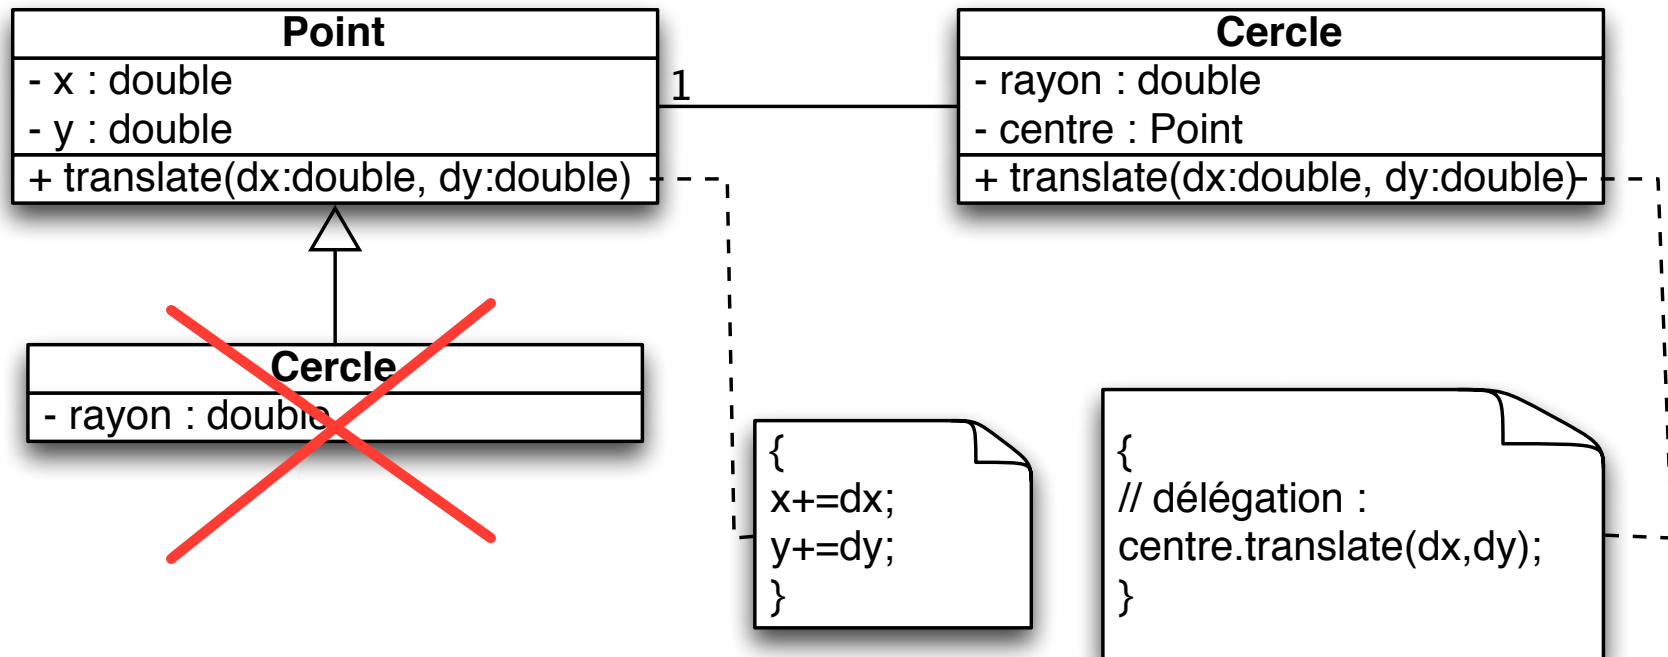 Point
- x : double
- y : double
+ translate(dx:double, dy:double)
1
Cercle
- rayon : double
- centre : Point
+ translate(dx:double, dy:double)
Cercle
- rayon : double
{
x+=dx;
y+=dy;
}
{
// délégation :
centre.translate(dx,dy);
}